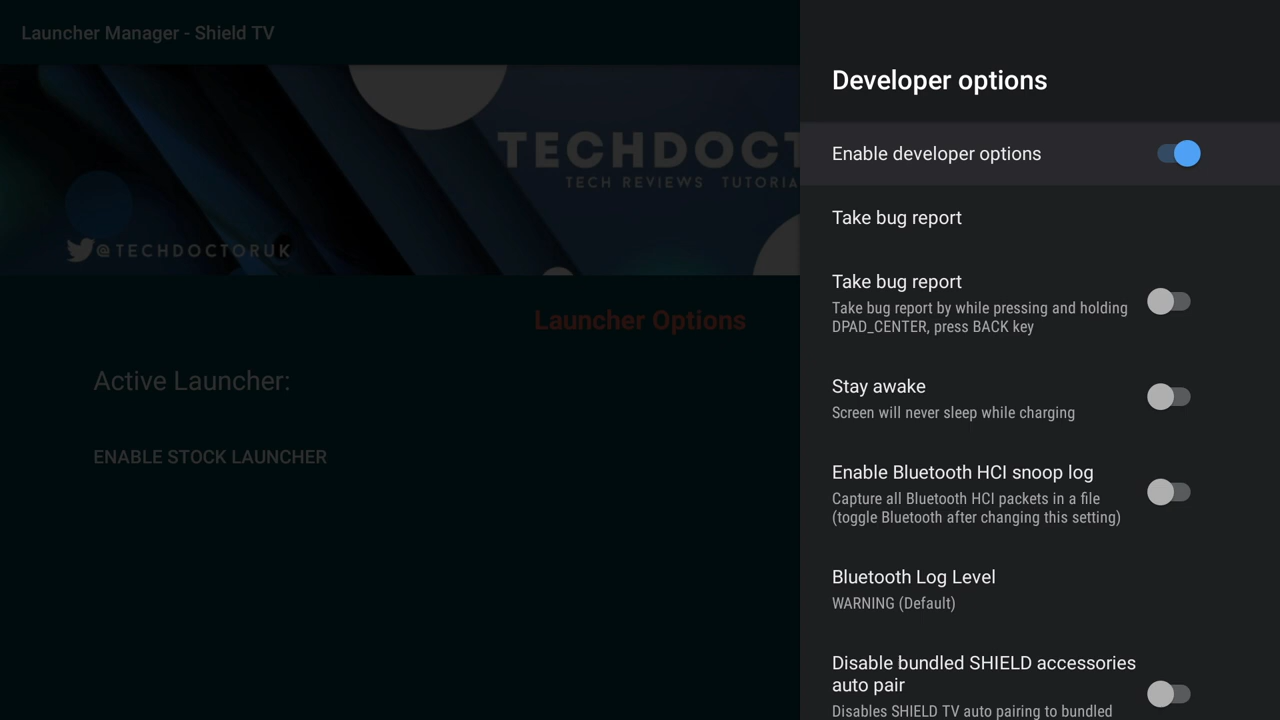 Launcher Manager - Shield TV
TECHDOCT
TECH REVIEWS TUTORIA
@TECHDOCTORUK
Launcher Options
Active Launcher:
ENABLE STOCK LAUNCHER
Developer options
Enable developer options
Take bug report
Take bug report
Take bug report by while pressing and holding
DPAD_CENTER, press BACK key
Stay awake
Screen will never sleep while charging
Enable Bluetooth HCI snoop log
Capture all Bluetooth HCI packets in a file
(toggle Bluetooth after changing this setting)
Bluetooth Log Level
WARNING (Default)
Disable bundled SHIELD accessories
auto pair
Disables SHIELD TV auto pairing to bundled